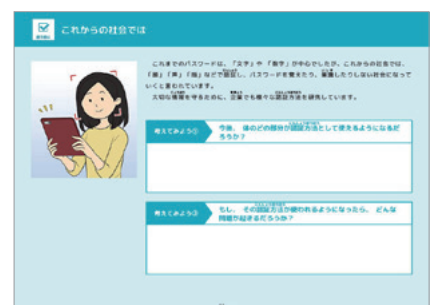 これからの社会では
これまでのパスワードは、「文字」や「数字」が中心でしたが、これからの社会では、
「顔」「声」「指」などで認証し、パスワードを覚えたり、管理したりしない社会になって
いくと言われています。
大切な情報を守るために、企業でも様々な認証方法を研究しています。
考えてみよう①
今後、体のどの部分が認証方法として使えるようになるだ
ろうか？
考えてみよう②
もし、その認証方法が使われるようになったら、どんな
問題が起きるだろうか？